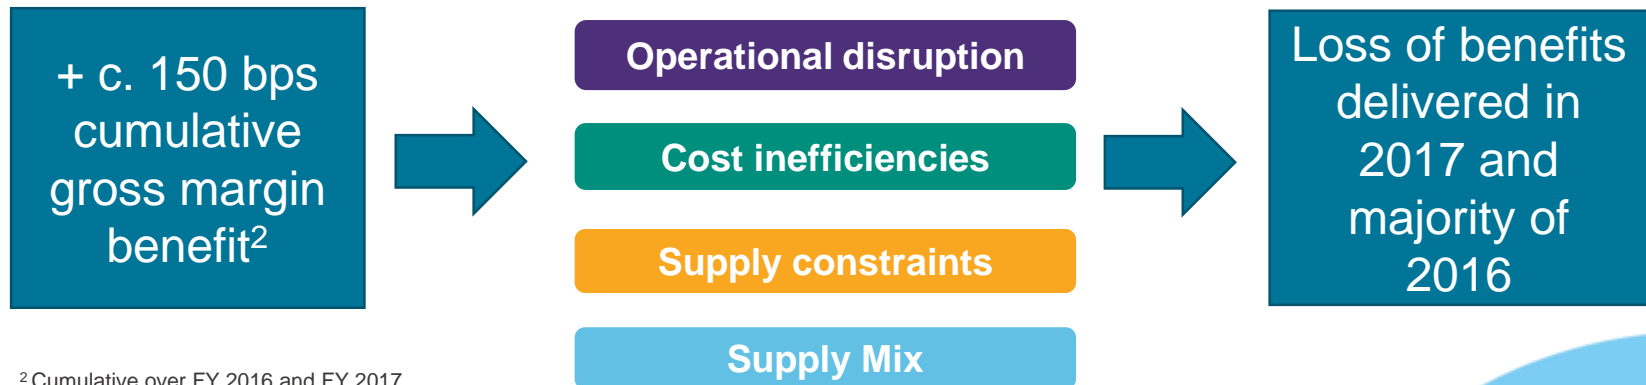 + c. 150 bps
cumulative
gross margin
benefit²
Operational disruption
Cost inefficiencies
Supply constraints
Supply Mix
Loss of benefits
delivered in
2017 and
majority of
2016
² Cumulative over FY 2016 and FY 2017